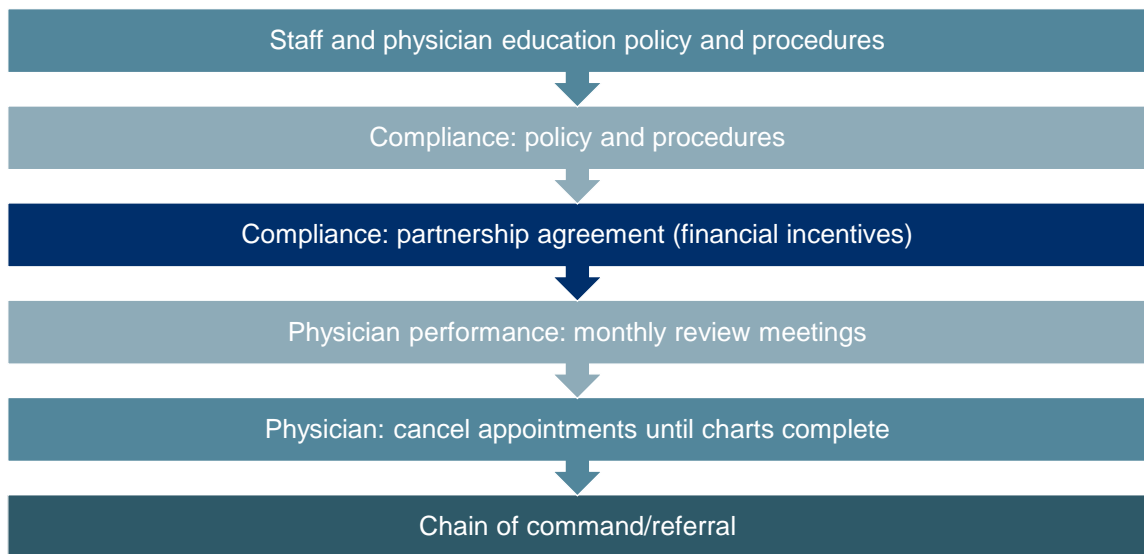 Staff and physician education policy and procedures
Compliance: policy and procedures
Compliance: partnership agreement (financial incentives)
Physician performance: monthly review meetings
Physician: cancel appointments until charts complete
Chain of command/referral